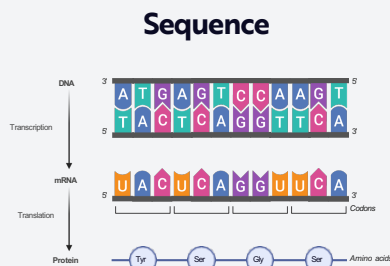 Sequence
DNA
3' A T G A G T C C A A G T 5'
Transcription
5' T A C T C A G G T T C A 3'
mRNA
5' U A C U C A G G U U C A 3'
Codons
Translation
Protein
Tyr Ser Gly Ser Amino acids